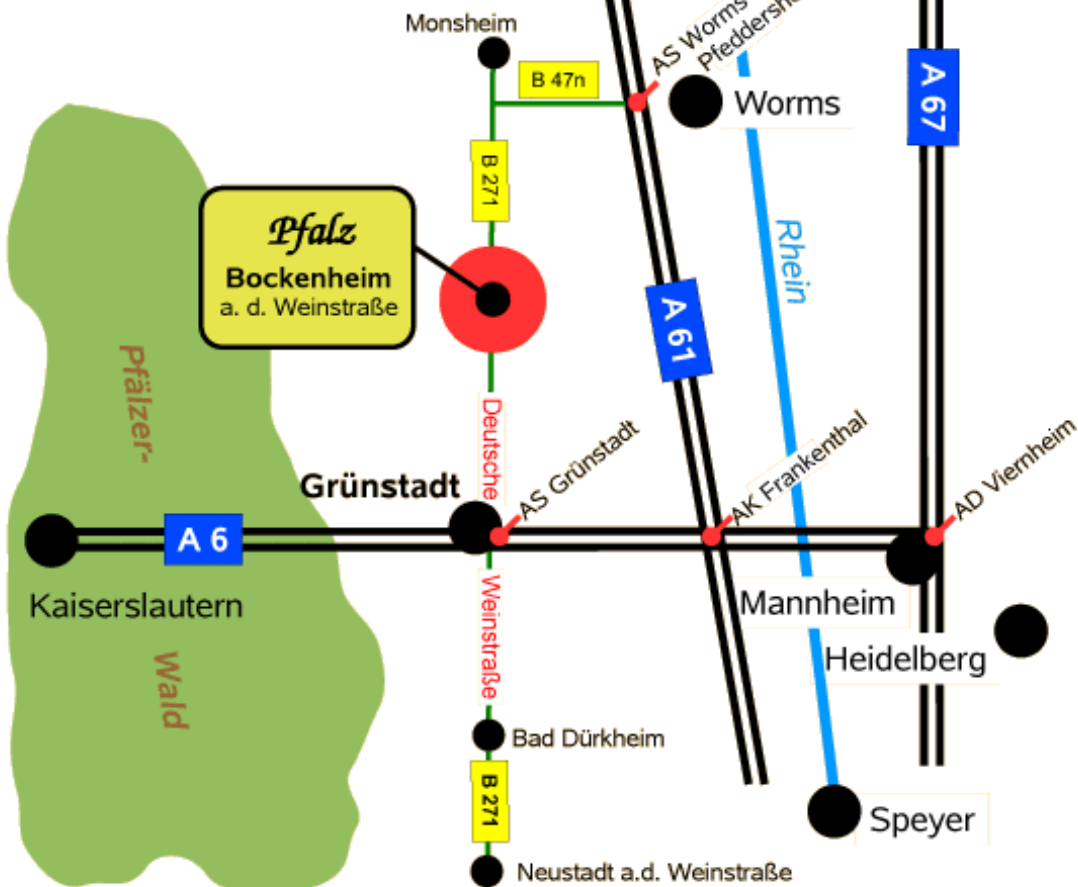 Monsheim
B 47n
AS Worms
Pfeddersh
Worms
A 67
B 271
Pfalz
Bockenheim
a. d. Weinstraße
Rhein
A 61
Pfälzer-
Deutsche
Grünstadt
AS Grünstadt
AK Frankenthal
AD Viernheim
A 6
Kaiserslautern
Weinstraße
Mannheim
Heidelberg
Wald
Bad Dürkheim
B 271
Speyer
Neustadt a.d. Weinstraße